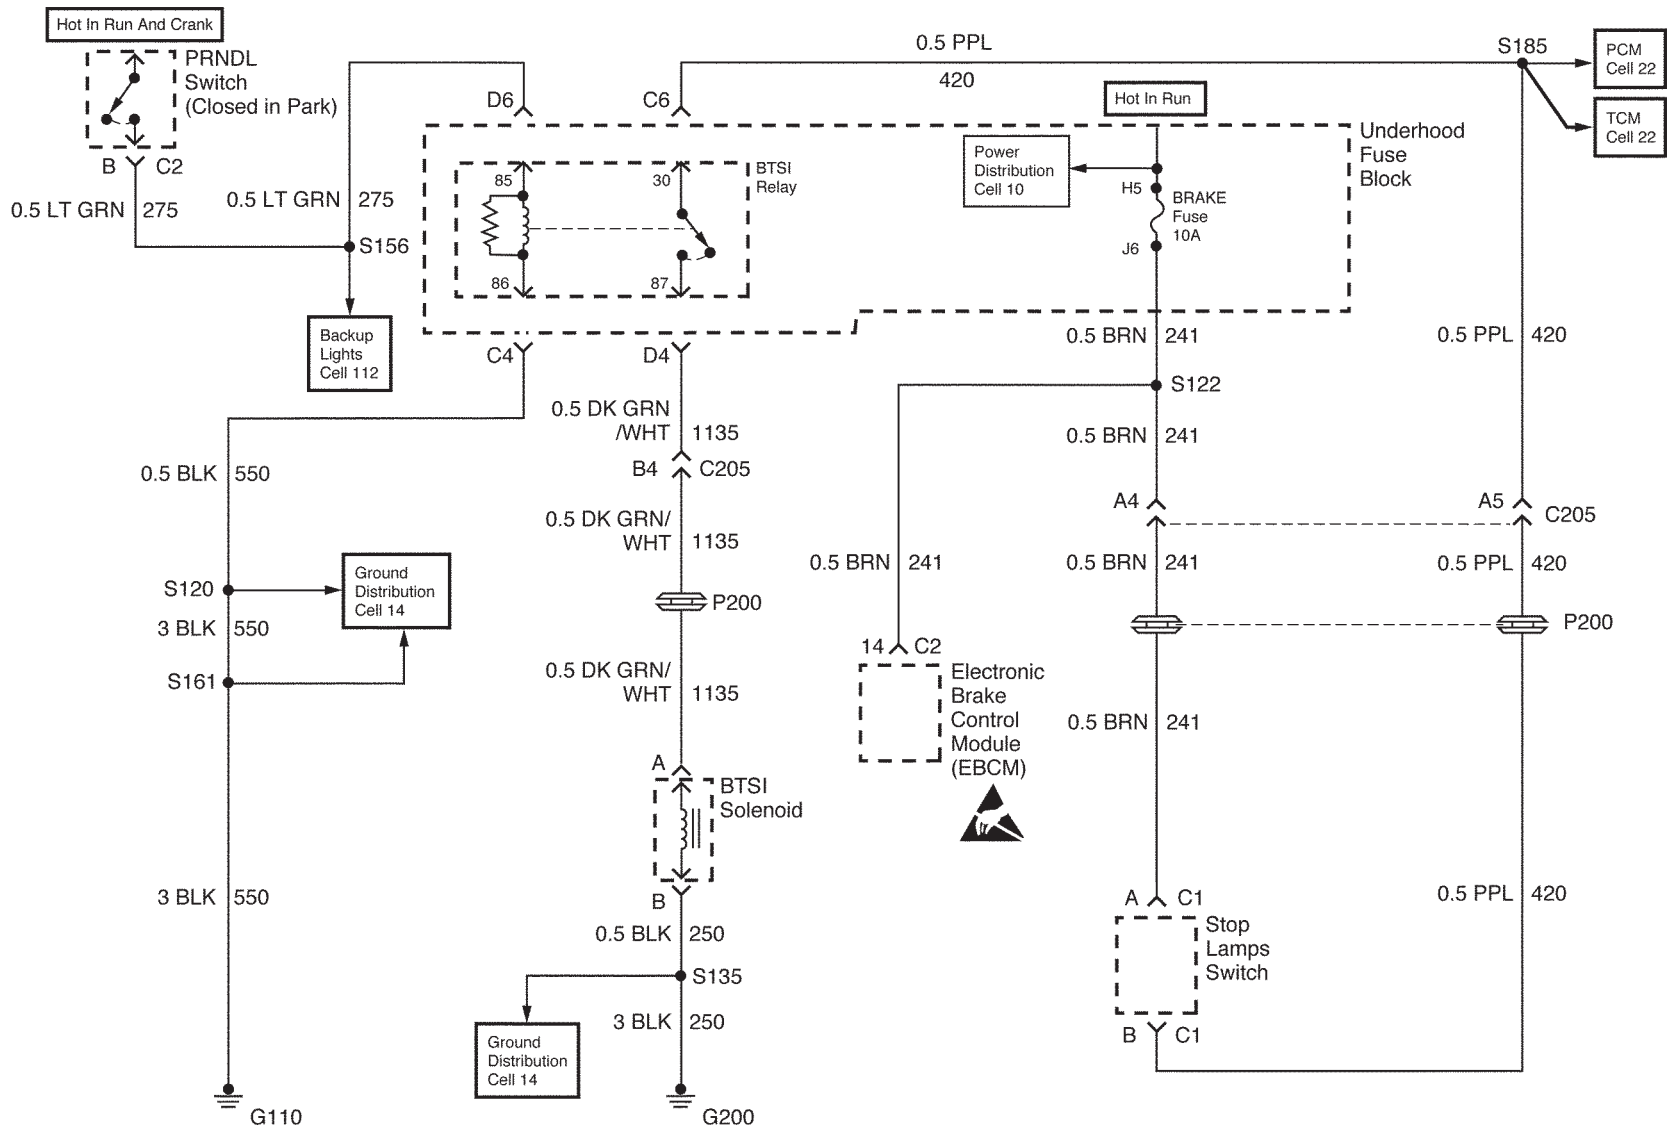 Hot In Run And Crank
PRNDL
Switch
(Closed in Park)
B
C2
0.5 LT GRN
275
0.5 LT GRN
275
S156
Backup
Lights
Cell 112
D6
C6
0.5 PPL
420
S185
PCM
Cell 22
TCM
Cell 22
Hot In Run
Underhood
Fuse
Block
Power
Distribution
Cell 10
H5
BRAKE
Fuse
10A
J6
BTSI
Relay
85
30
86
87
C4
D4
0.5 BRN
241
0.5 PPL
420
S122
0.5 DK GRN
/WHT
1135
0.5 BRN
241
B4
C205
0.5 BLK
550
A4
A5
C205
0.5 DK GRN/
WHT
1135
0.5 BRN
241
0.5 BRN
241
0.5 PPL
420
S120
Ground
Distribution
Cell 14
P200
P200
3 BLK
550
S161
14
C2
Electronic
Brake
Control
Module
(EBCM)
0.5 DK GRN/
WHT
1135
0.5 BRN
241
A
BTSI
Solenoid
B
3 BLK
550
0.5 PPL
420
A
C1
Stop
Lamps
Switch
B
C1
0.5 BLK
250
S135
3 BLK
250
Ground
Distribution
Cell 14
G110
G200